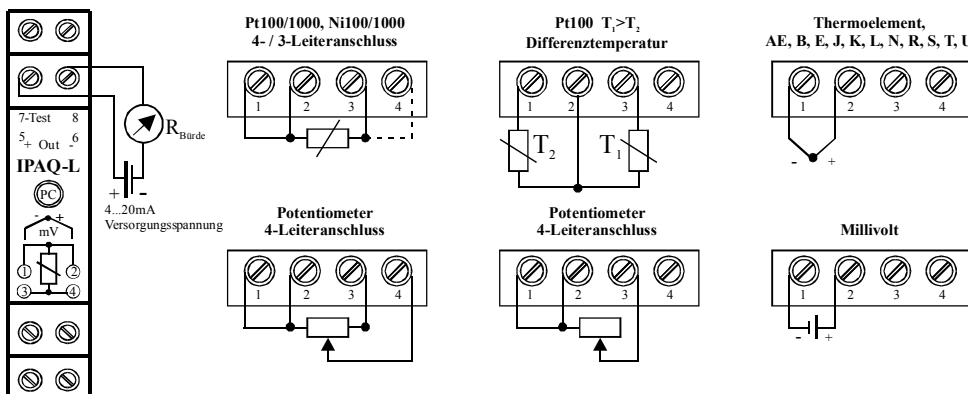 7-Test 8
5 + Out - 6
IPAQ-L
PC
- +
mV
1 2
3 4
R Bürde
+ -
4...20mA
Versorgungsspannung
Pt100/1000, Ni100/1000
4- / 3-Leiteranschluss
1 2 3 4
Pt100 T1>T2
Differenztemperatur
1 2 3 4
T2 T1
Thermoelement,
AE, B, E, J, K, L, N, R, S, T, U
1 2 3 4
- +
Potentiometer
4-Leiteranschluss
1 2 3 4
Potentiometer
4-Leiteranschluss
1 2 3 4
Millivolt
1 2 3 4
- +